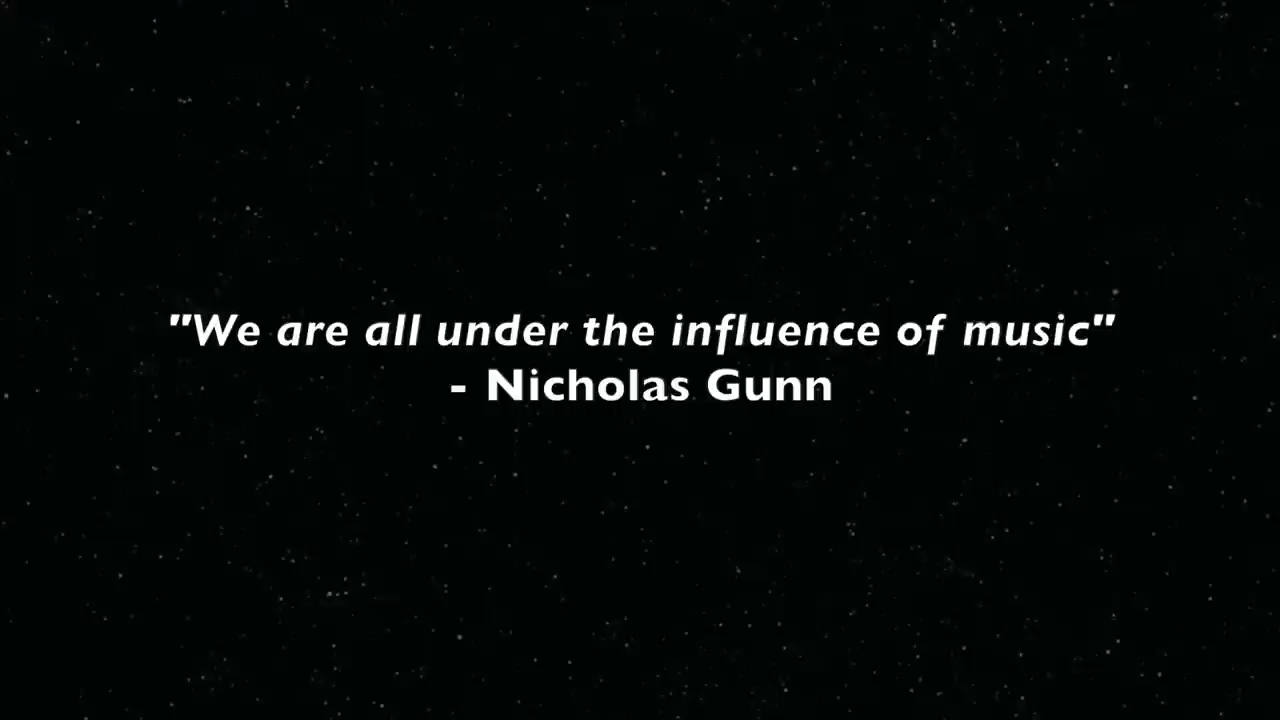 "We are all under the influence of music"
- Nicholas Gunn